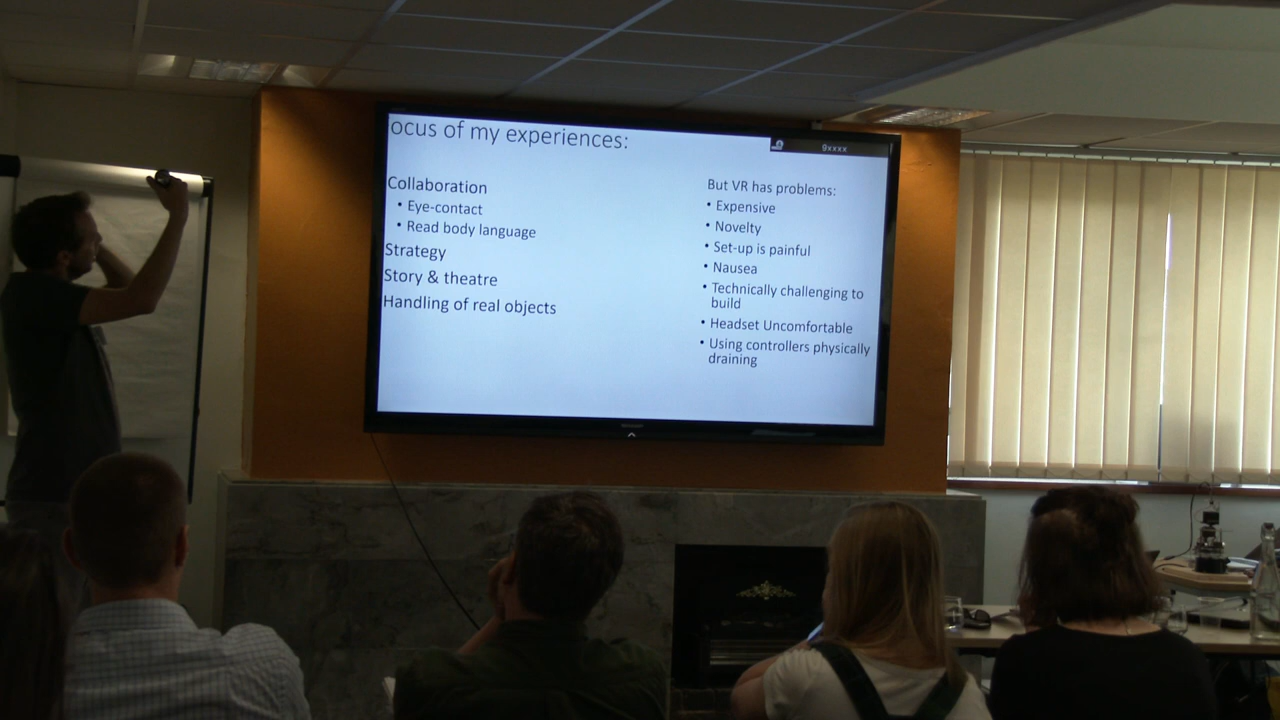 ocus of my experiences:
9xxxx
Collaboration
• Eye-contact
• Read body language
Strategy
Story & theatre
Handling of real objects
But VR has problems:
• Expensive
• Novelty
• Set-up is painful
• Nausea
• Technically challenging to
build
• Headset Uncomfortable
• Using controllers physically
draining